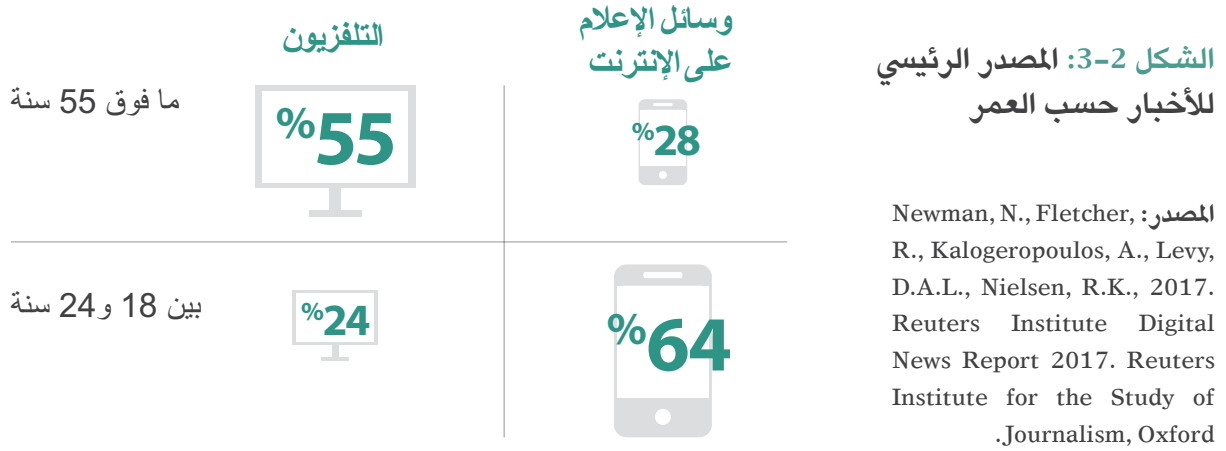 الشكل 2-3: المصدر الرئيسي
للأخبار حسب العمر
المصدر: Newman, N., Fletcher,
R., Kalogeropoulos, A., Levy,
D.A.L., Nielsen, R.K., 2017.
Reuters Institute Digital
News Report 2017. Reuters
Institute for the Study of
Journalism, Oxford.
وسائل الإعلام
على الإنترنت
التلفزيون
%28
%55
ما فوق 55 سنة
%64
%24
بين 18 و24 سنة